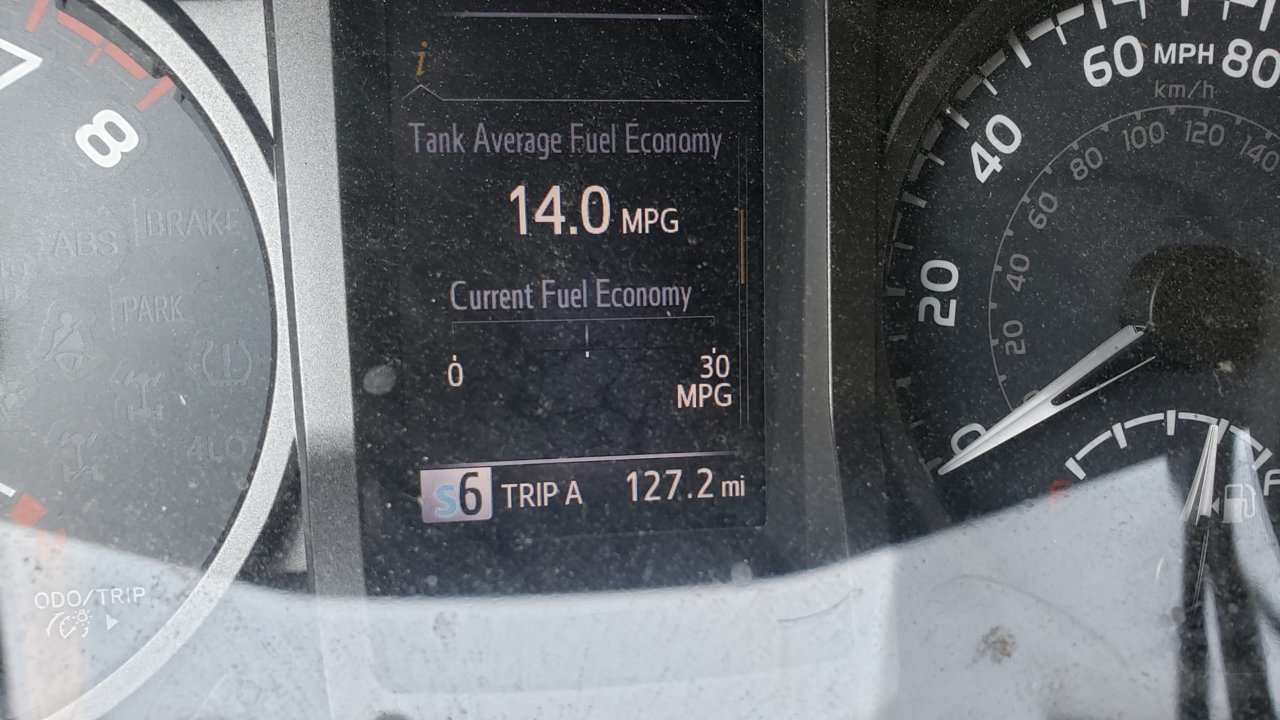 7
8
ABS
BRAKE
PARK
4LO
H
ODO/TRIP
i
Tank Average Fuel Economy
14.0 MPG
Current Fuel Economy
0
30
MPG
S6 TRIP A 127.2 mi
0
20
40
60
MPH
80
km/h
20
40
60
80
100
120
140
E
F